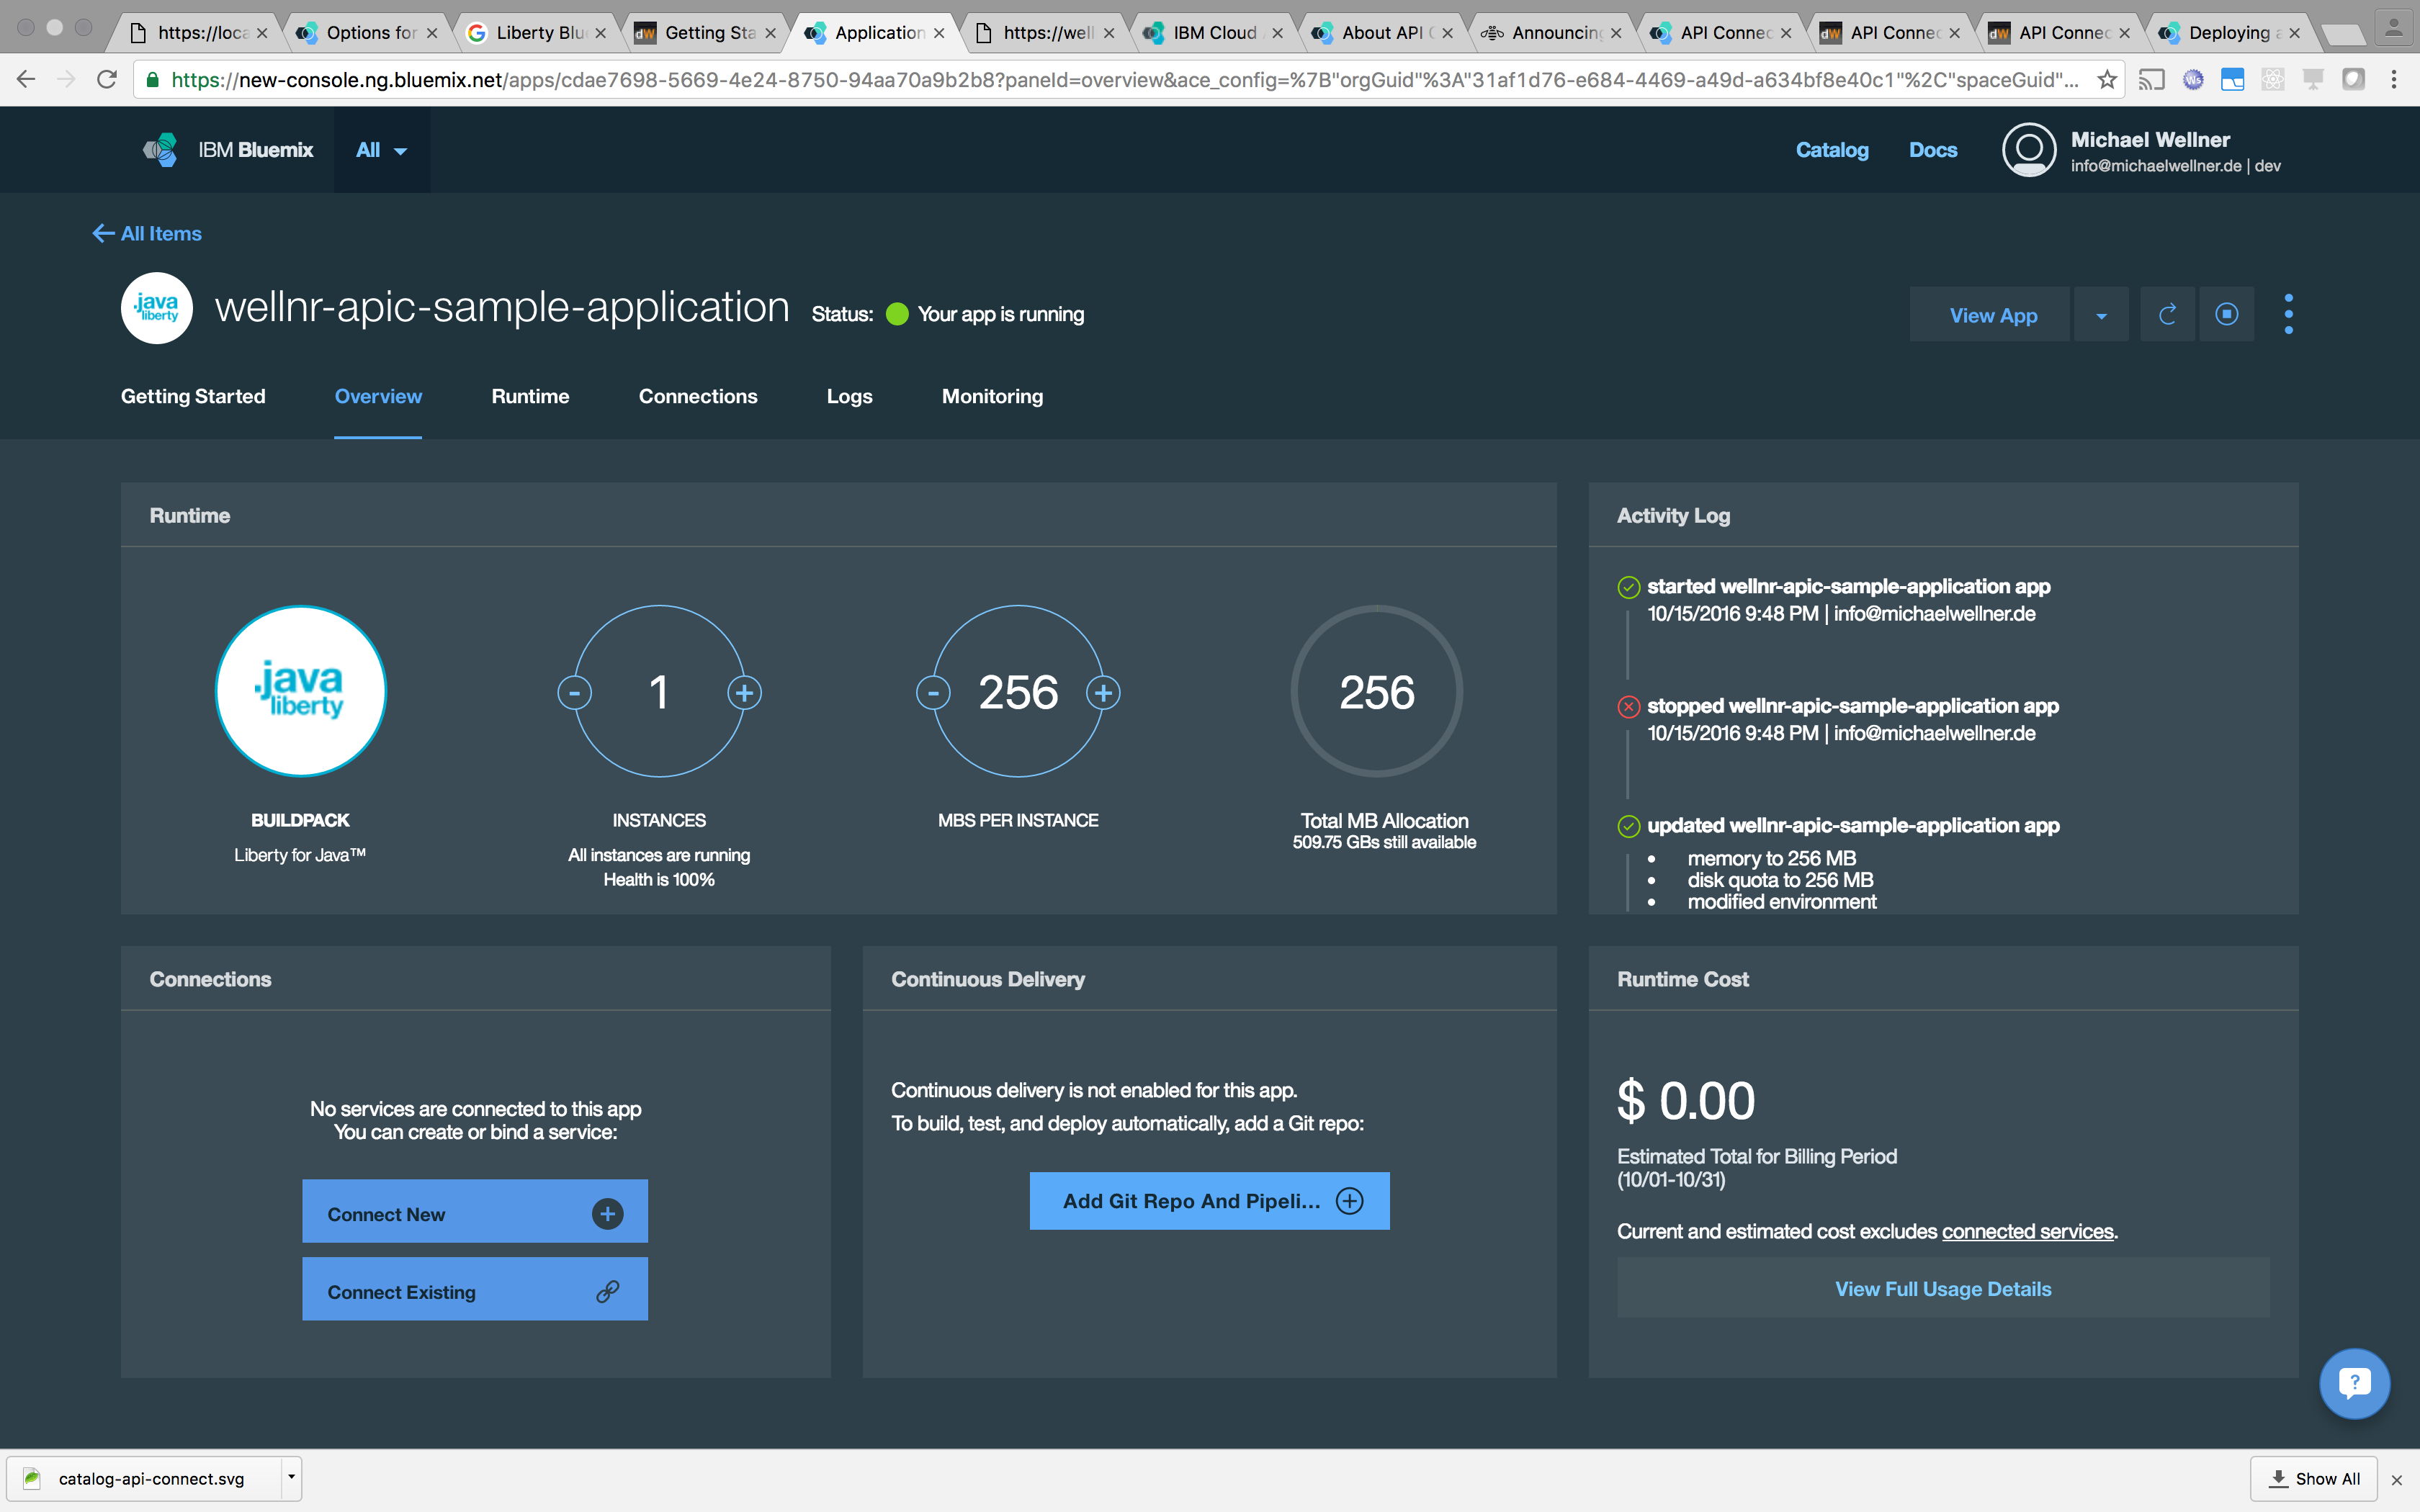 https://loca
Options for
Liberty Blu
dW
Getting Sta
Application
https://well
IBM Cloud
About API C
Announcing
API Connec
dW
API Connec
dW
API Connec
Deploying a
https://new-console.ng.bluemix.net/apps/cdae7698-5669-4e24-8750-94aa70a9b2b8?paneId=overview&ace_config=%7B"orgGuid"%3A"31af1d76-e684-4469-a49d-a634bf8e40c1"%2C"spaceGuid"...
Ws
IBM Bluemix
All
Catalog
Docs
Michael Wellner
info@michaelwellner.de | dev
All Items
java
liberty
wellnr-apic-sample-application
Status:
Your app is running
View App
Getting Started
Overview
Runtime
Connections
Logs
Monitoring
Runtime
java
liberty
- 1 +
- 256 +
256
BUILDPACK
Liberty for Java™
INSTANCES
All instances are running
Health is 100%
MBS PER INSTANCE
Total MB Allocation
509.75 GBs still available
Activity Log
started wellnr-apic-sample-application app
10/15/2016 9:48 PM | info@michaelwellner.de
stopped wellnr-apic-sample-application app
10/15/2016 9:48 PM | info@michaelwellner.de
updated wellnr-apic-sample-application app
• memory to 256 MB
• disk quota to 256 MB
• modified environment
Connections
No services are connected to this app
You can create or bind a service:
Connect New
Connect Existing
Continuous Delivery
Continuous delivery is not enabled for this app.
To build, test, and deploy automatically, add a Git repo:
Add Git Repo And Pipeli...
Runtime Cost
$ 0.00
Estimated Total for Billing Period
(10/01-10/31)
Current and estimated cost excludes connected services.
View Full Usage Details
?
catalog-api-connect.svg
Show All